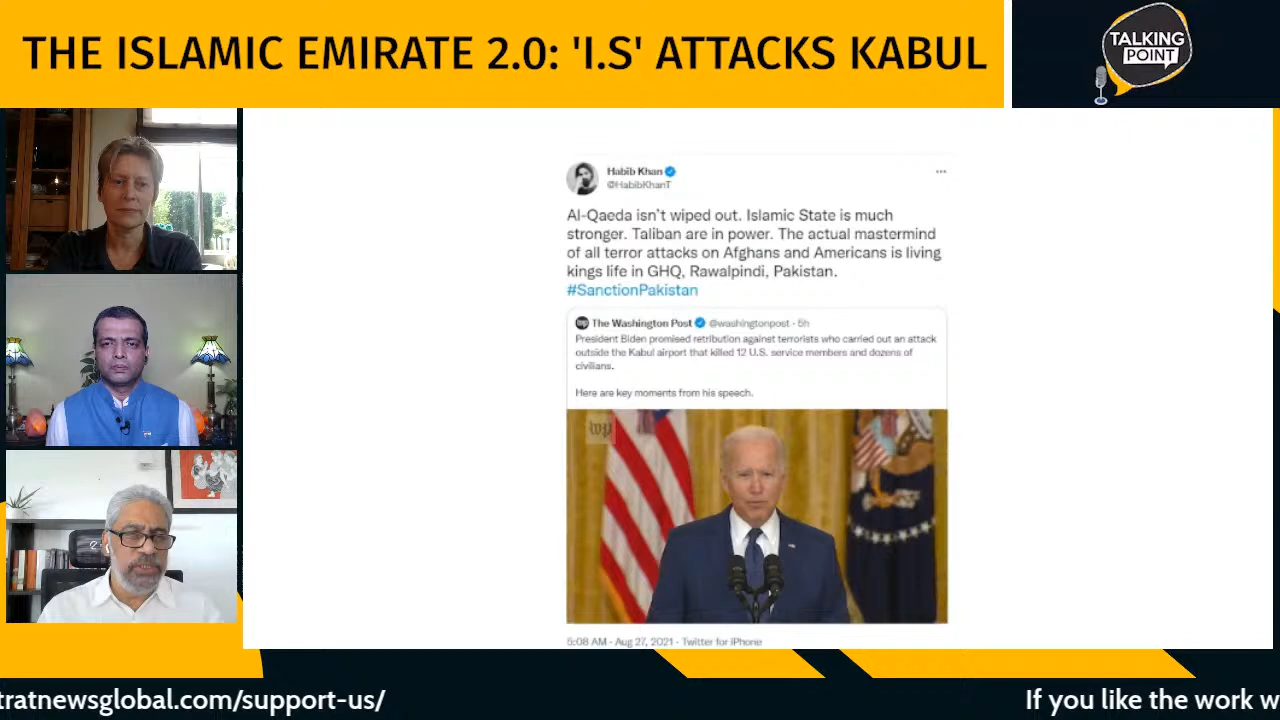 THE ISLAMIC EMIRATE 2.0: 'I.S' ATTACKS KABUL
TALKING
POINT
Habib Khan
@HabibKhanT
Al-Qaeda isn't wiped out. Islamic State is much
stronger. Taliban are in power. The actual mastermind
of all terror attacks on Afghans and Americans is living
kings life in GHQ, Rawalpindi, Pakistan.
#SanctionPakistan
wp The Washington Post @washingtonpost · 5h
President Biden promised retribution against terrorists who carried out an attack
outside the Kabul airport that killed 12 U.S. service members and dozens of
civilians.
Here are key moments from his speech.
wp
5:08 AM · Aug 27, 2021 · Twitter for iPhone
tratnewsglobal.com/support-us/
If you like the work w